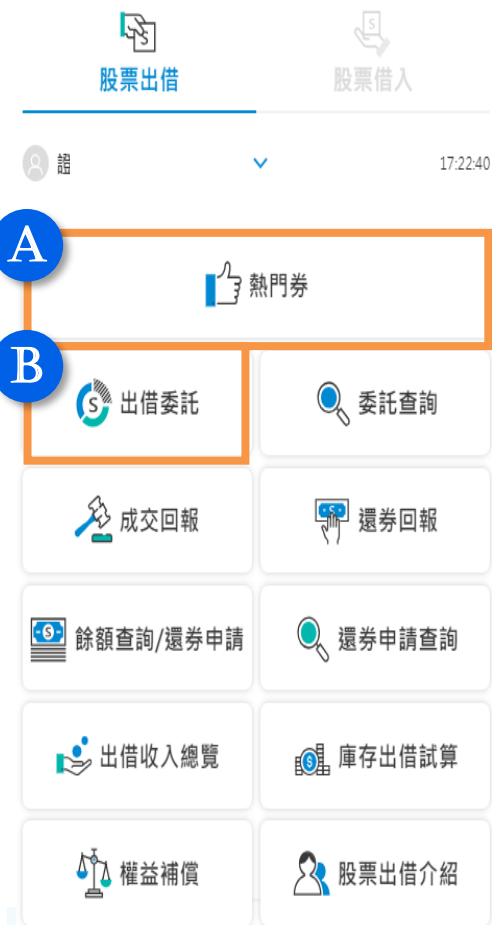 股票出借 股票借入
證 17:22:40
A
熱門券
B
出借委託 委託查詢
成交回報 還券回報
餘額查詢/還券申請 還券申請查詢
出借收入總覽 庫存出借試算
權益補償 股票出借介紹